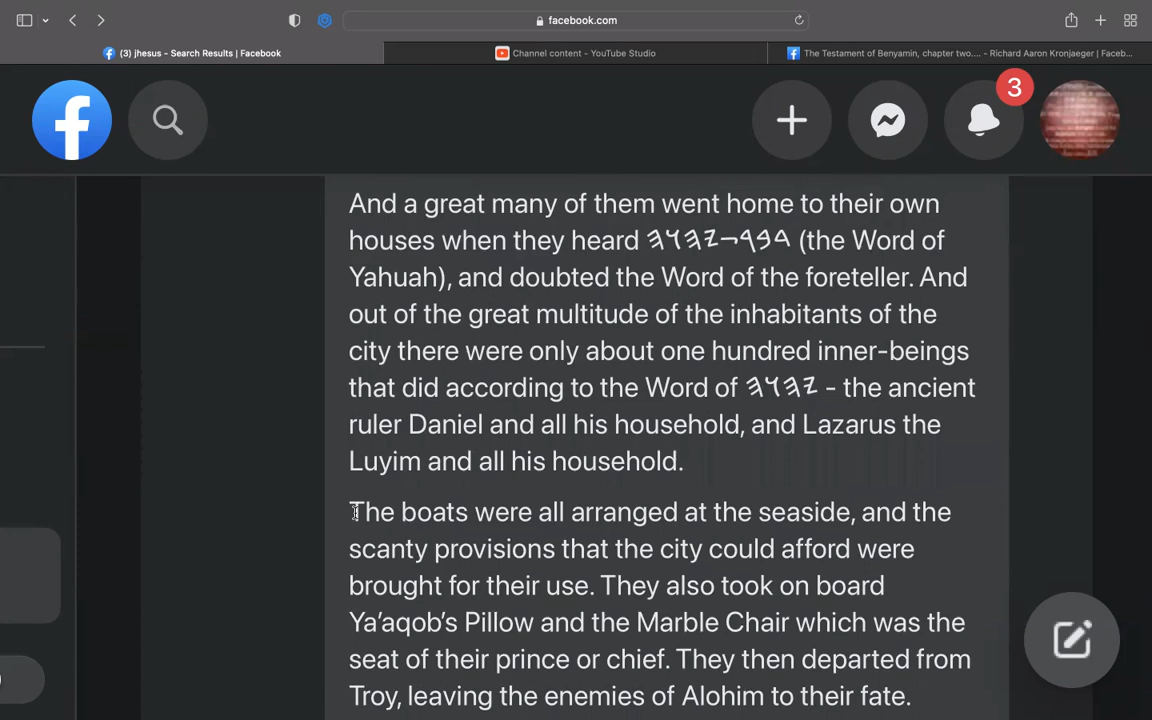 facebook.com
(3) jhesus - Search Results | Facebook
Channel content - YouTube Studio
The Testament of Benyamin, chapter two.... - Richard Aaron Kronjaeger | Faceb...
3
And a great many of them went home to their own
houses when they heard 𐤃𐤁𐤓¬𐤉𐤄𐤅𐤄 (the Word of
Yahuah), and doubted the Word of the foreteller. And
out of the great multitude of the inhabitants of the
city there were only about one hundred inner-beings
that did according to the Word of 𐤉𐤄𐤅𐤄 - the ancient
ruler Daniel and all his household, and Lazarus the
Luyim and all his household.
The boats were all arranged at the seaside, and the
scanty provisions that the city could afford were
brought for their use. They also took on board
Ya’aqob’s Pillow and the Marble Chair which was the
seat of their prince or chief. They then departed from
Troy, leaving the enemies of Alohim to their fate.